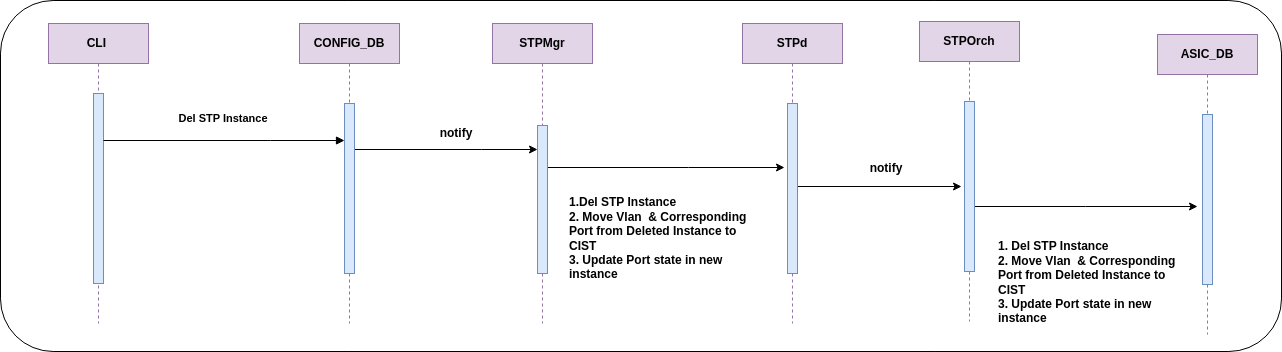 CLI
CONFIG_DB
STPMgr
STPd
STPOrch
ASIC_DB
Del STP Instance
notify
notify
1.Del STP Instance
2. Move Vlan & Corresponding
Port from Deleted Instance to
CIST
3. Update Port state in new
instance
1. Del STP Instance
2. Move Vlan & Corresponding
Port from Deleted Instance to
CIST
3. Update Port state in new
instance